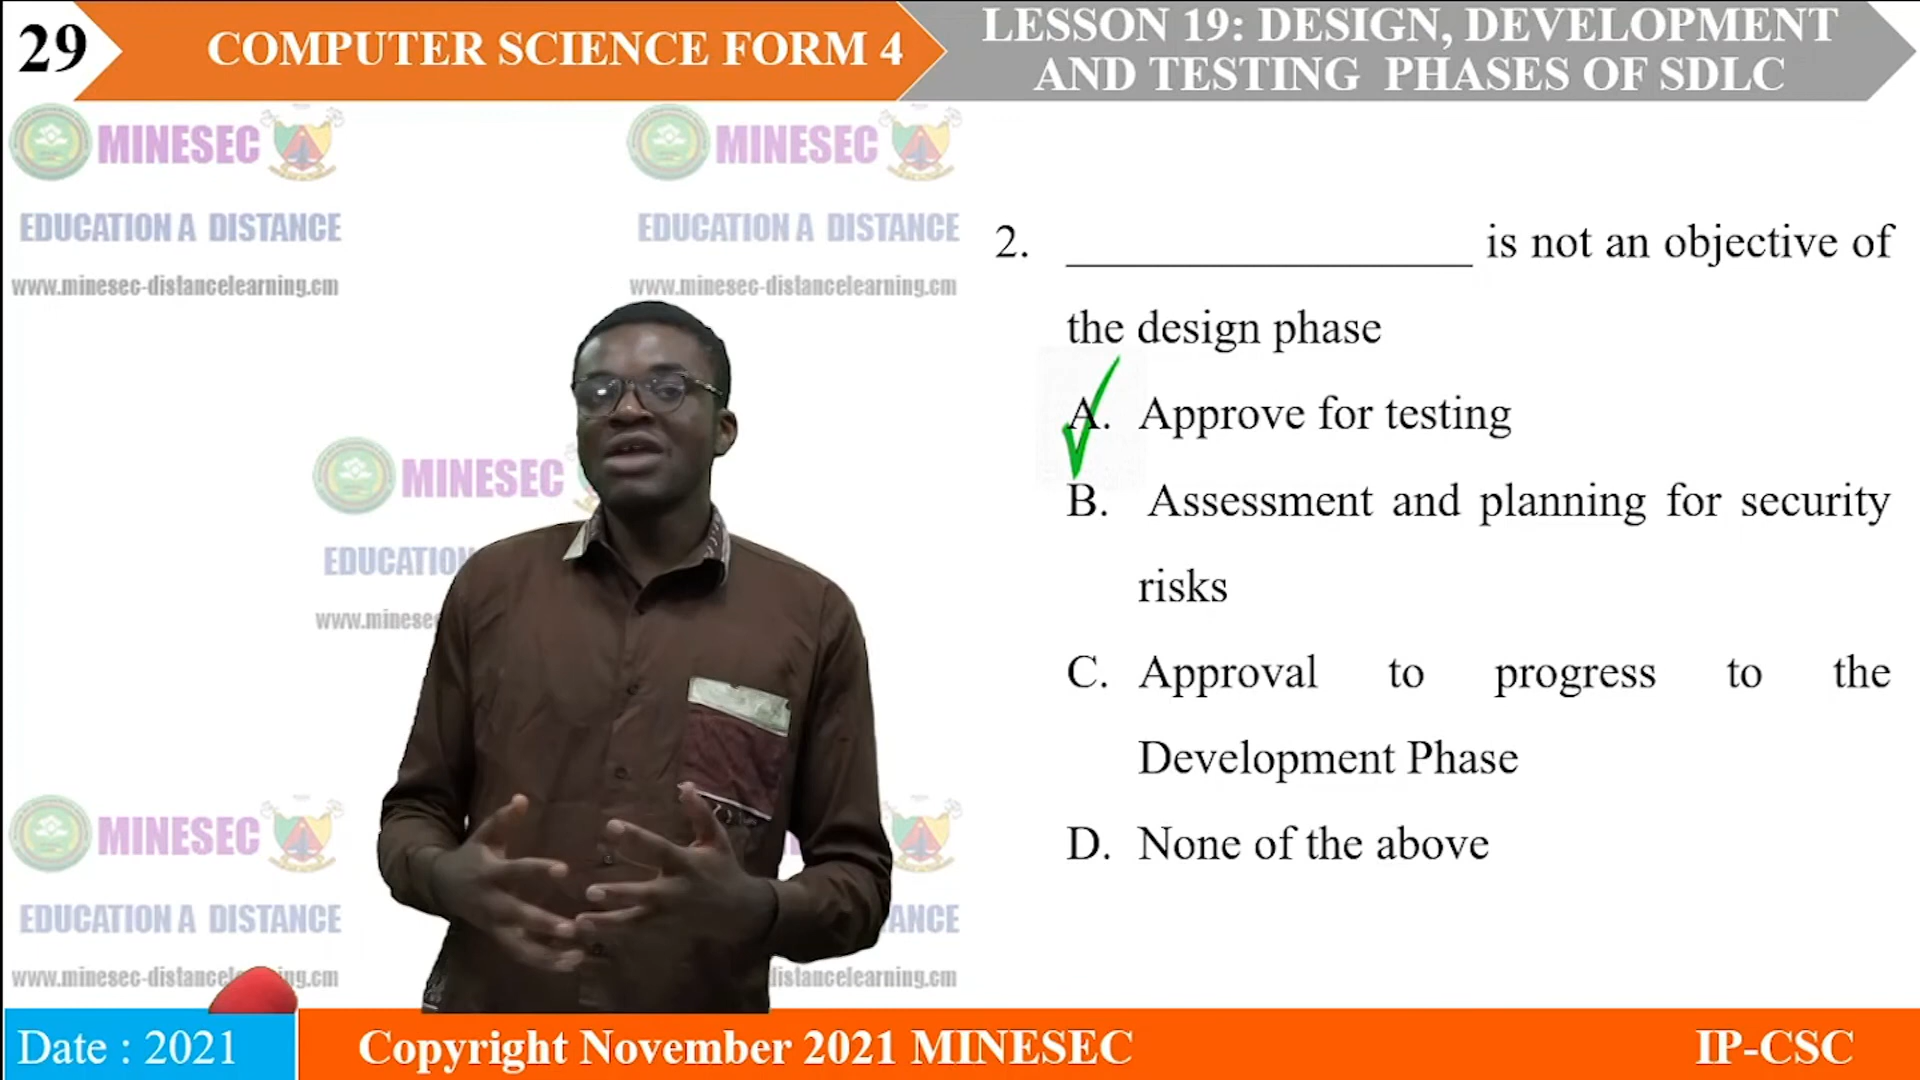 29
COMPUTER SCIENCE FORM 4
LESSON 19: DESIGN, DEVELOPMENT
AND TESTING PHASES OF SDLC
MINESEC
EDUCATION A DISTANCE
www.minesec-distancelearning.cm
MINESEC
EDUCATION A DISTANCE
www.minesec-distancelearning.cm
2. ________________ is not an objective of
the design phase
A. Approve for testing
B. Assessment and planning for security
risks
C. Approval to progress to the
Development Phase
D. None of the above
MINESEC
MINESEC
EDUCATION A DISTANCE
Date : 2021
Copyright November 2021 MINESEC
IP-CSC